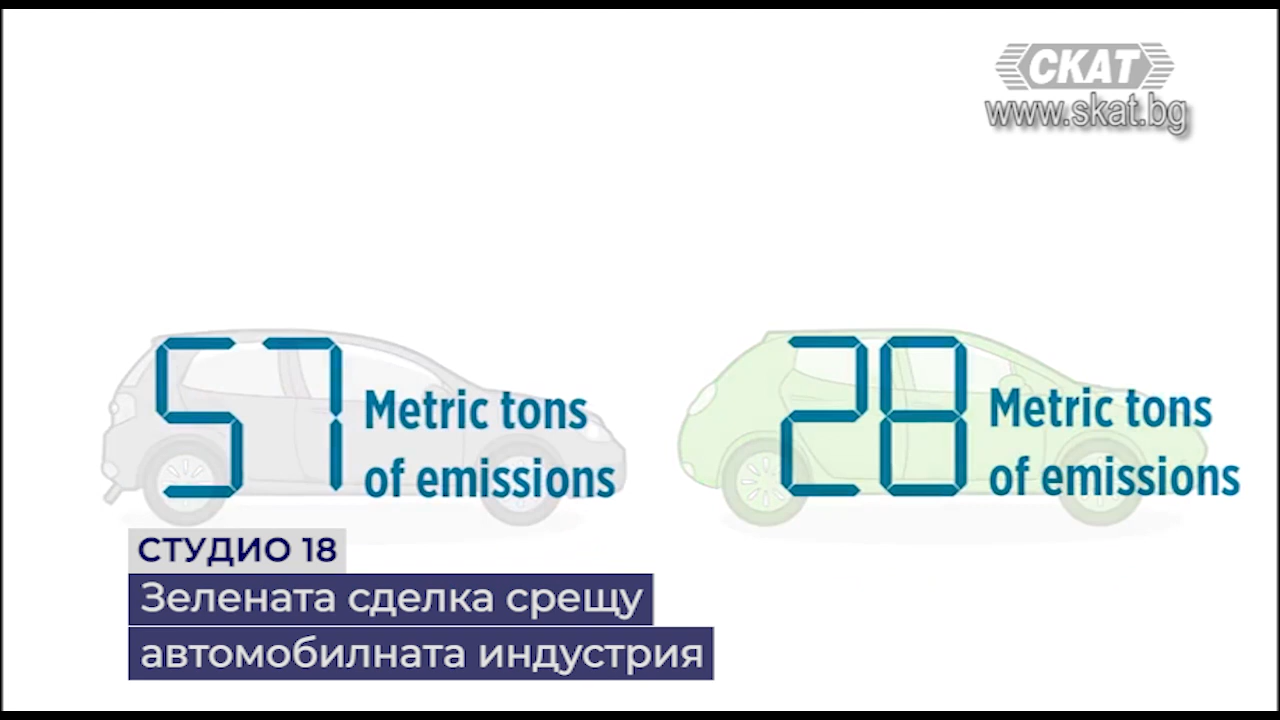 СКАТ
www.skat.bg
57 Metric tons
of emissions
28 Metric tons
of emissions
СТУДИО 18
Зелената сделка срещу
автомобилната индустрия